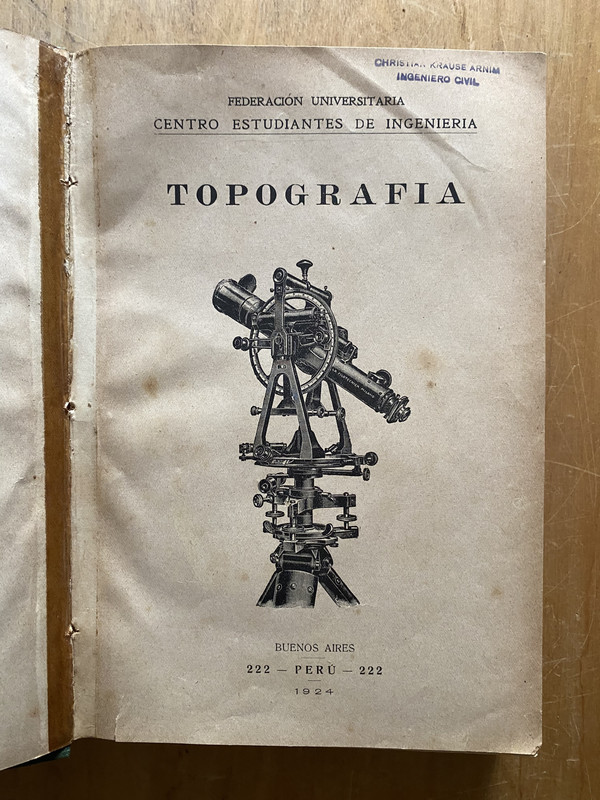 CHRISTIAN KRAUSE ARNIM
INGENIERO CIVIL
FEDERACIÓN UNIVERSITARIA
CENTRO ESTUDIANTES DE INGENIERIA
TOPOGRAFIA
BUENOS AIRES
222 — PERÚ — 222
1924